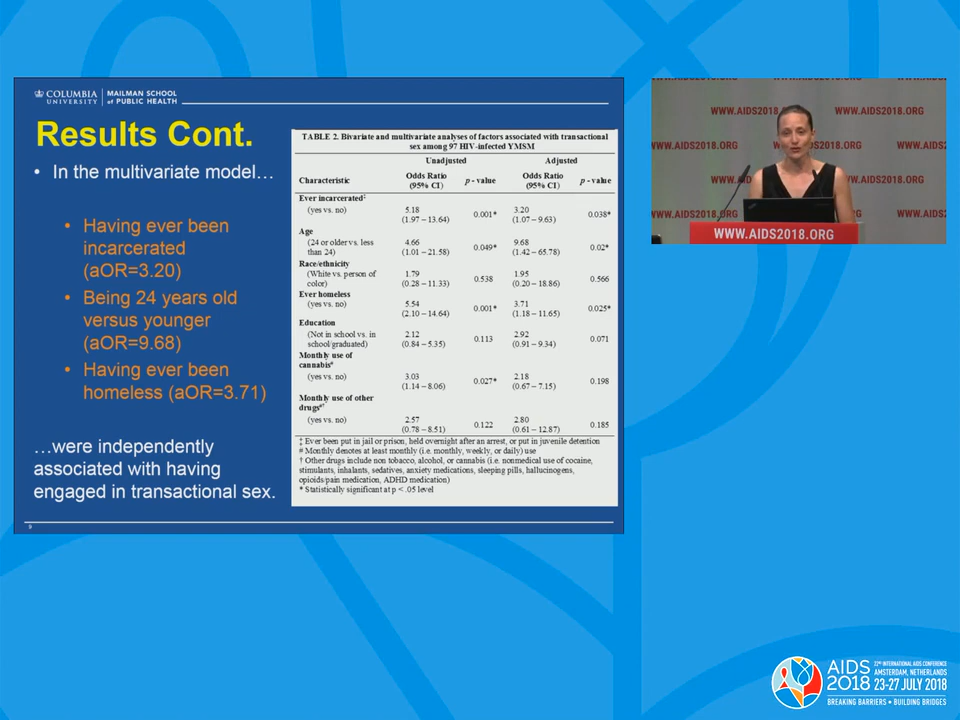 COLUMBIA UNIVERSITY
MAILMAN SCHOOL of PUBLIC HEALTH
Results Cont.
• In the multivariate model…
• Having ever been
incarcerated
(aOR=3.20)
• Being 24 years old
versus younger
(aOR=9.68)
• Having ever been
homeless (aOR=3.71)
…were independently
associated with having
engaged in transactional sex.
9
TABLE 2. Bivariate and multivariate analyses of factors associated with transactional
sex among 97 HIV-infected YMSM
Unadjusted Adjusted
Characteristic Odds Ratio (95% CI) p - value Odds Ratio (95% CI) p - value
Ever incarcerated‡
(yes vs. no) 5.18 (1.97 – 13.64) 0.001* 3.20 (1.07 – 9.63) 0.038*
Age
(24 or older vs. less than 24) 4.66 (1.01 – 21.58) 0.049* 9.68 (1.42 – 65.78) 0.02*
Race/ethnicity
(White vs. person of color) 1.79 (0.28 – 11.33) 0.538 1.95 (0.20 – 18.86) 0.566
Ever homeless
(yes vs. no) 5.54 (2.10 – 14.64) 0.001* 3.71 (1.18 – 11.65) 0.025*
Education
(Not in school vs. in school/graduated) 2.12 (0.84 – 5.35) 0.113 2.92 (0.91 – 9.34) 0.071
Monthly use of cannabis#
(yes vs. no) 3.03 (1.14 – 8.06) 0.027* 2.18 (0.67 – 7.15) 0.198
Monthly use of other drugs#†
(yes vs. no) 2.57 (0.78 – 8.51) 0.122 2.80 (0.61 – 12.87) 0.185
‡ Ever been put in jail or prison, held overnight after an arrest, or put in juvenile detention
# Monthly denotes at least monthly (i.e. monthly, weekly, or daily) use
† Other drugs include non tobacco, alcohol, or cannabis (i.e. nonmedical use of cocaine,
stimulants, inhalants, sedatives, anxiety medications, sleeping pills, hallucinogens,
opioids/pain medication, ADHD medication)
* Statistically significant at p < .05 level
WWW.AIDS2018.ORG WWW.AIDS2018.ORG
WWW.AIDS2018.ORG WWW.AIDS2018.ORG
WWW.AIDS2018.ORG
WWW.AIDS2018.ORG
AIDS 2018
22ND INTERNATIONAL AIDS CONFERENCE
AMSTERDAM, NETHERLANDS
23-27 JULY 2018
BREAKING BARRIERS • BUILDING BRIDGES